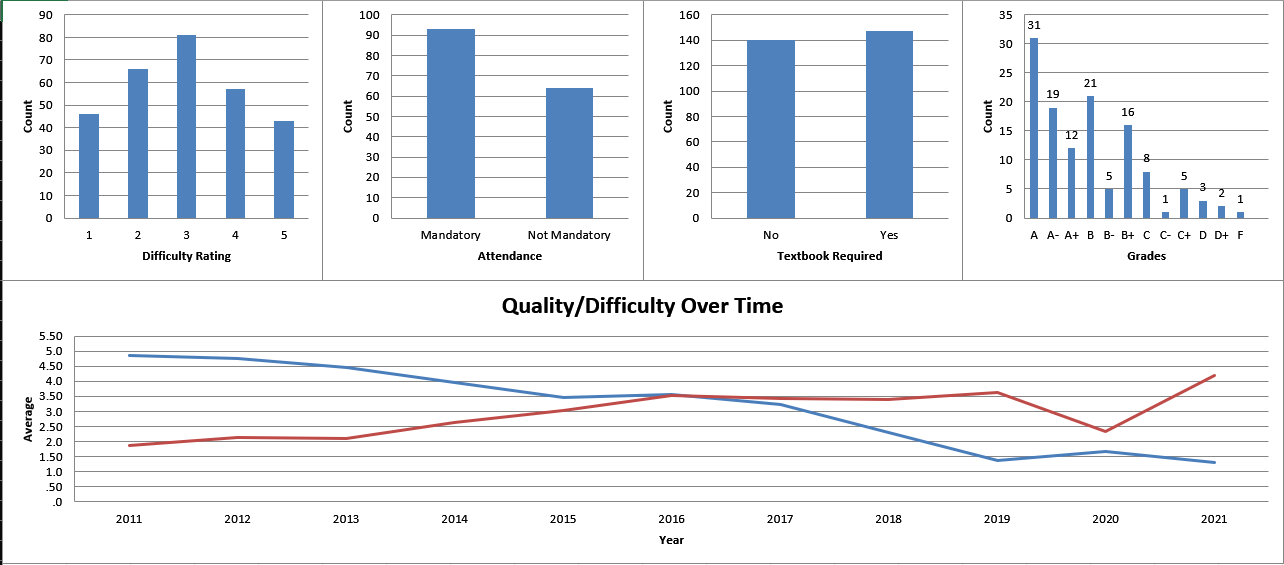 90
80
70
60
50
40
30
20
10
0
Count
1 2 3 4 5
Difficulty Rating
100
90
80
70
60
50
40
30
20
10
0
Count
Mandatory Not Mandatory
Attendance
160
140
120
100
80
60
40
20
0
Count
No Yes
Textbook Required
35
30
25
20
15
10
5
0
Count
31 19 12 21 5 16 8 1 5 3 2 1
A A- A+ B B- B+ C C- C+ D D+ F
Grades
Quality/Difficulty Over Time
5.50
5.0
4.50
4.0
3.50
3.0
2.50
2.0
1.50
1.0
.50
.0
Average
2011 2012 2013 2014 2015 2016 2017 2018 2019 2020 2021
Year